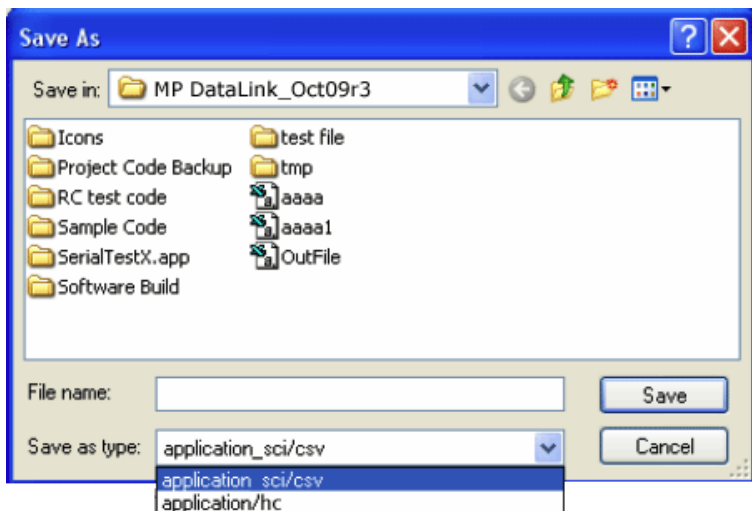 Save As
Save in: MP DataLink_Oct09r3
Icons
Project Code Backup
RC test code
Sample Code
SerialTestX.app
Software Build
test file
tmp
aaaa
aaaa1
OutFile
File name:
Save
Save as type: application_sci/csv
Cancel
application_sci/csv
application/hc